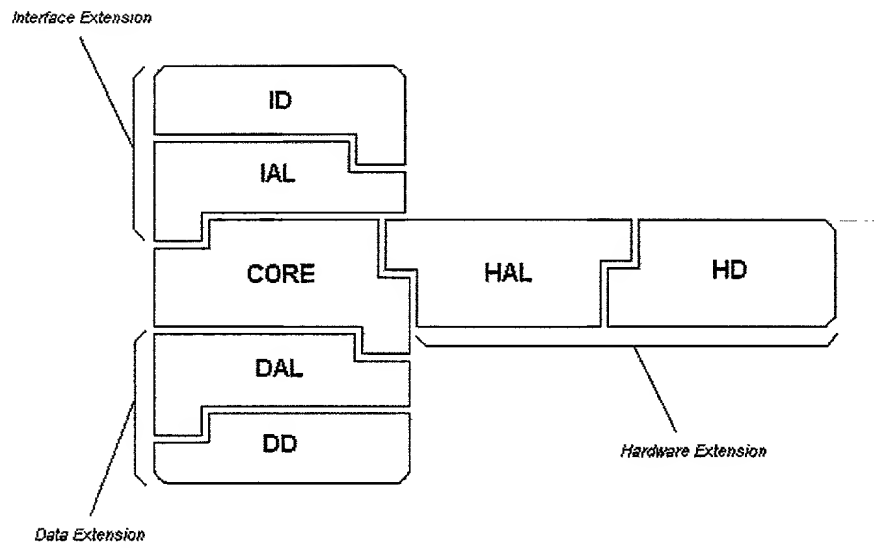 Interface Extension
ID
IAL
CORE
HAL
HD
DAL
DD
Hardware Extension
Data Extension